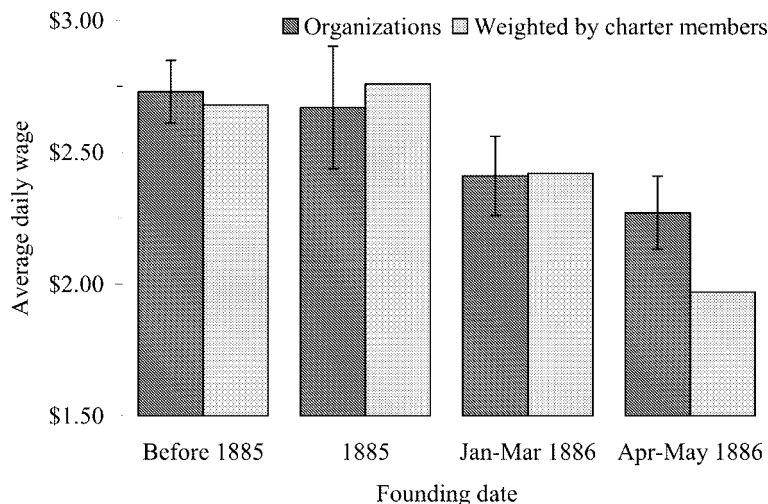 $3.00
Organizations Weighted by charter members
$2.50
$2.00
$1.50
Average daily wage
Before 1885 1885 Jan-Mar 1886 Apr-May 1886
Founding date